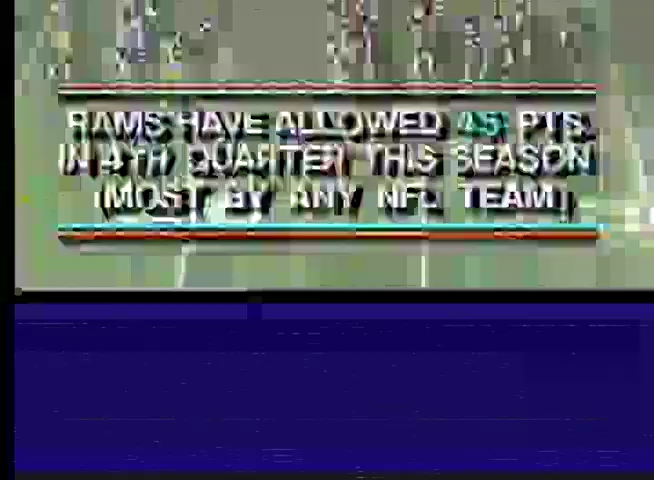 RAMS HAVE ALLOWED 45 PTS.
IN 4TH QUARTER THIS SEASON
(MOST BY ANY NFL TEAM)